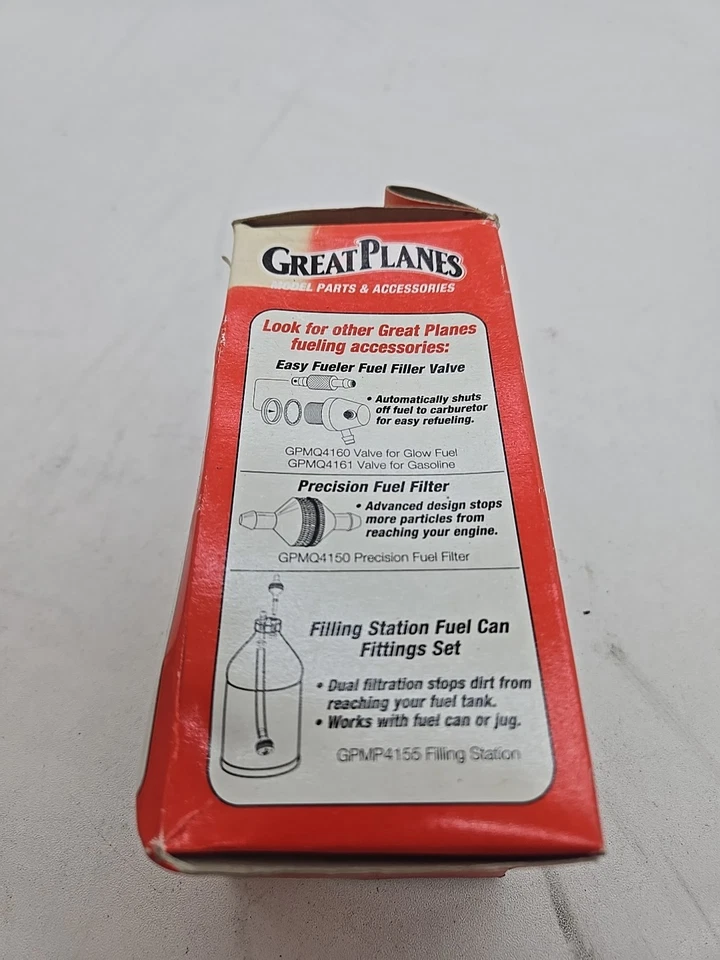 GREAT PLANES
MODEL PARTS & ACCESSORIES
Look for other Great Planes
fueling accessories:
Easy Fueler Fuel Filler Valve
• Automatically shuts
off fuel to carburetor
for easy refueling.
GPMQ4160 Valve for Glow Fuel
GPMQ4161 Valve for Gasoline
Precision Fuel Filter
• Advanced design stops
more particles from
reaching your engine.
GPMQ4150 Precision Fuel Filter
Filling Station Fuel Can
Fittings Set
• Dual filtration stops dirt from
reaching your fuel tank.
• Works with fuel can or jug.
GPMP4155 Filling Station